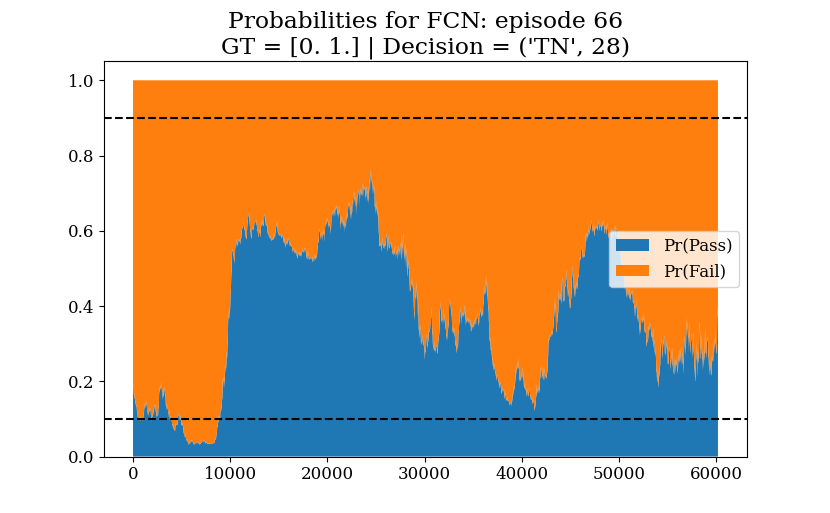 Probabilities for FCN: episode 66
GT = [0. 1.] | Decision = ('TN', 28)
1.0
0.8
0.6
0.4
0.2
0.0
Pr(Pass)
Pr(Fail)
0 10000 20000 30000 40000 50000 60000